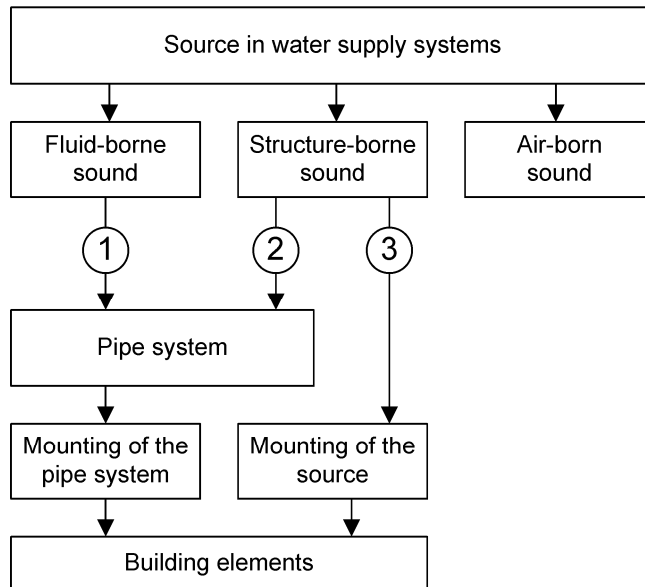 Source in water supply systems
Fluid-borne
sound
Structure-borne
sound
Air-born
sound
1
2
3
Pipe system
Mounting of the
pipe system
Mounting of the
source
Building elements